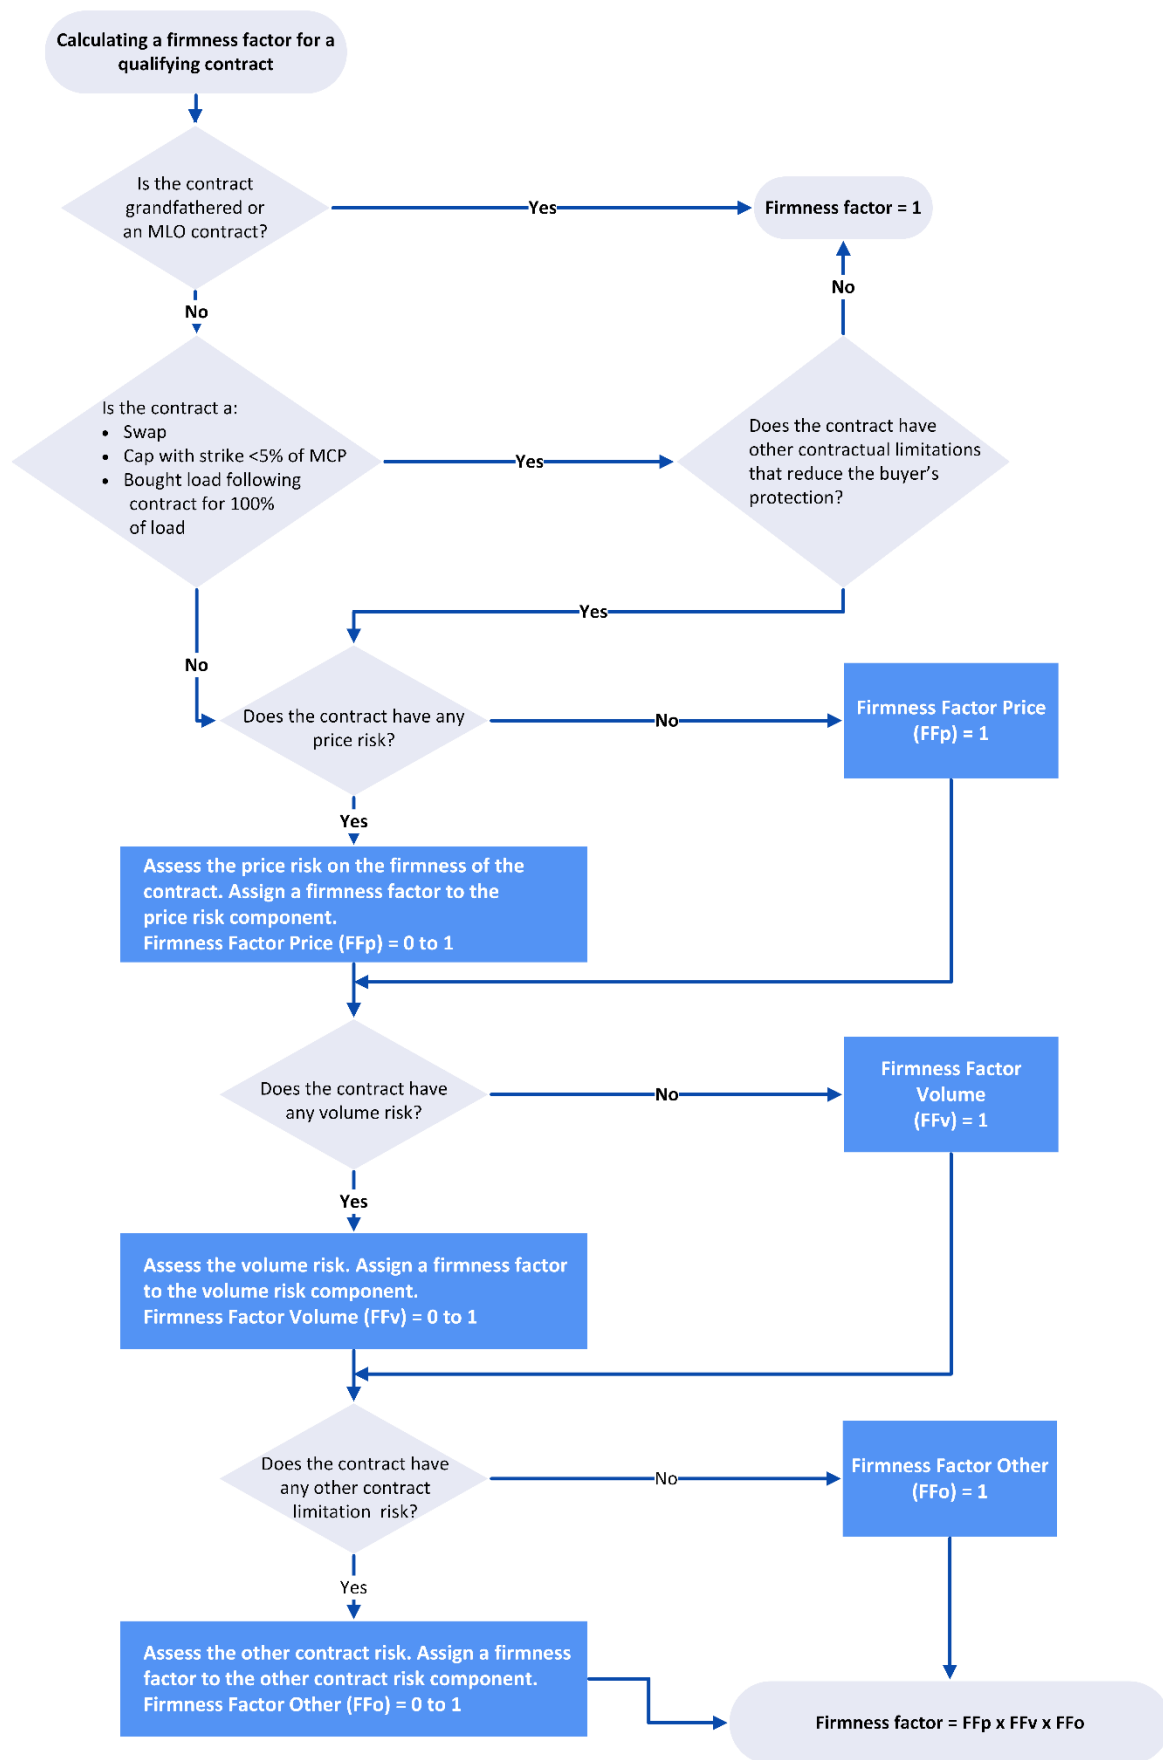 Calculating a firmness factor for a
qualifying contract
Is the contract
grandfathered or
an MLO contract?
Yes
Firmness factor = 1
No
No
Is the contract a:
• Swap
• Cap with strike <5% of MCP
• Bought load following
contract for 100%
of load
Yes
Does the contract have
other contractual limitations
that reduce the buyer's
protection?
Yes
No
Does the contract have any
price risk?
No
Firmness Factor Price
(FFp) = 1
Yes
Assess the price risk on the firmness of the
contract. Assign a firmness factor to the
price risk component.
Firmness Factor Price (FFp) = 0 to 1
Does the contract have
any volume risk?
No
Firmness Factor
Volume
(FFv) = 1
Yes
Assess the volume risk. Assign a firmness factor
to the volume risk component.
Firmness Factor Volume (FFv) = 0 to 1
Does the contract have
any other contract
limitation risk?
No
Firmness Factor Other
(FFo) = 1
Yes
Assess the other contract risk. Assign a firmness
factor to the other contract risk component.
Firmness Factor Other (FFo) = 0 to 1
Firmness factor = FFp x FFv x FFo